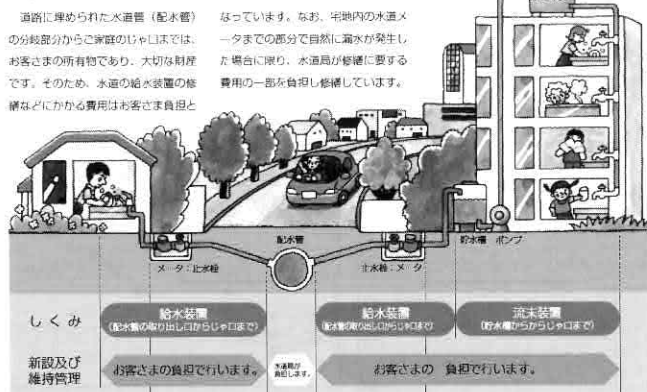 道路に埋められた水道管（配水管）
の分岐部分からご家庭のじゃ口までは、
お客さまの所有物であり、大切な財産
です。そのため、水道の給水装置の修
繕などにかかる費用はお客さま負担と
なっています。なお、宅地内の水道メ
ータまでの部分で自然に漏水が発生し
た場合に限り、水道局が修繕に要する
費用の一部を負担し修繕しています。
配水管
貯水槽 ポンプ
メータ：止水栓
止水栓：メータ
しくみ
給水装置
(配水管の取り出し口からじゃ口まで)
給水装置
(配水管の取り出し口からじゃ口まで)
流末装置
(貯水槽からからじゃ口まで)
新設及び
維持管理
お客さまの負担で行います。
水道局が
負担します。
お客さまの 負担で行います。